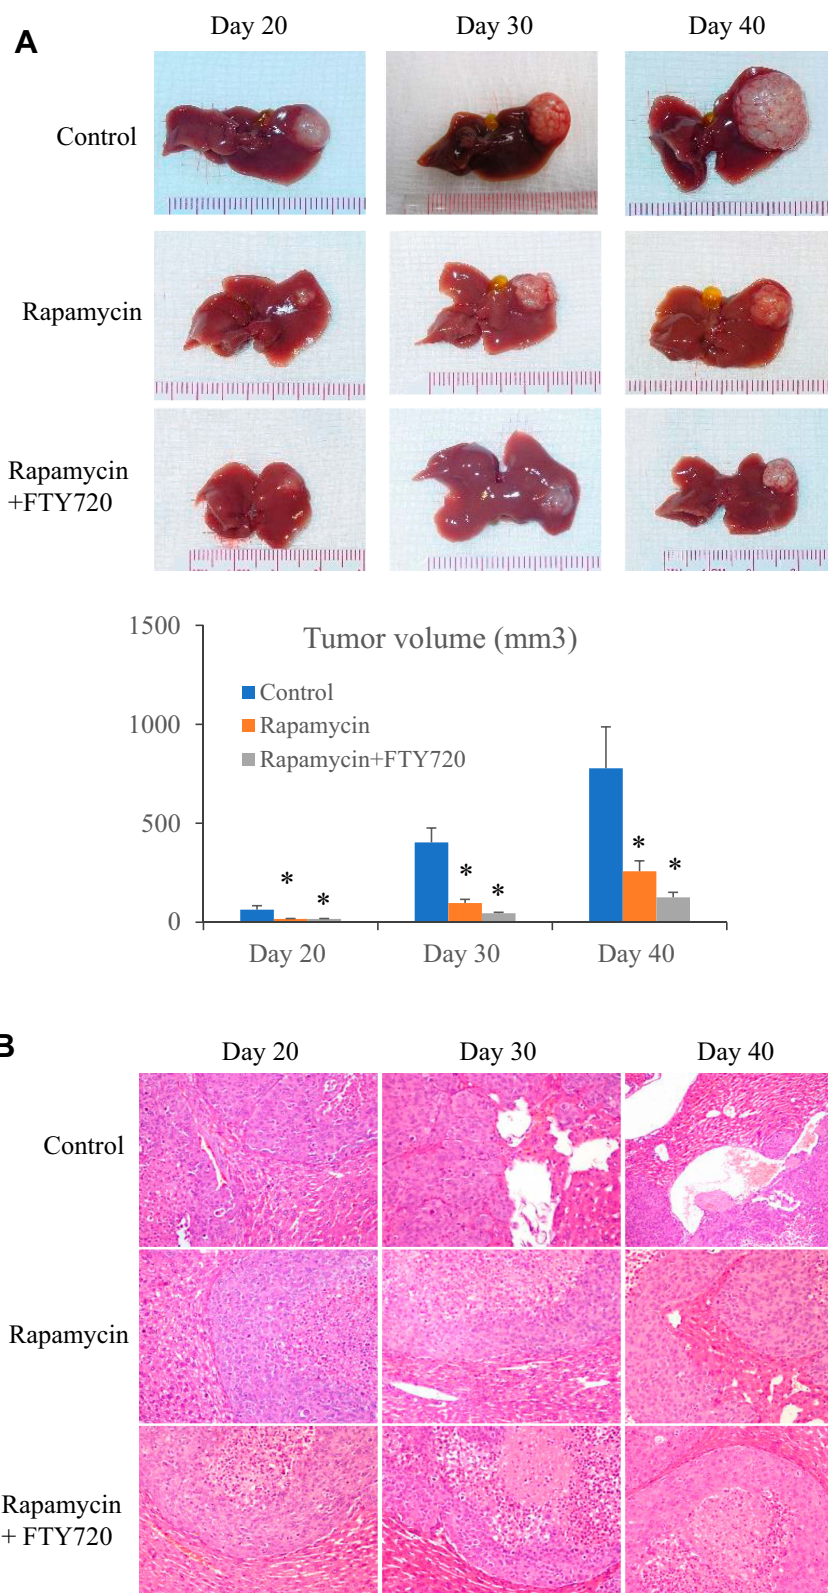 A
Day 20
Day 30
Day 40
Control
Rapamycin
Rapamycin
+FTY720
1500
1000
500
0
Tumor volume (mm3)
Control
Rapamycin
Rapamycin+FTY720
*
*
*
*
*
*
Day 20
Day 30
Day 40
B
Day 20
Day 30
Day 40
Control
Rapamycin
Rapamycin
+ FTY720